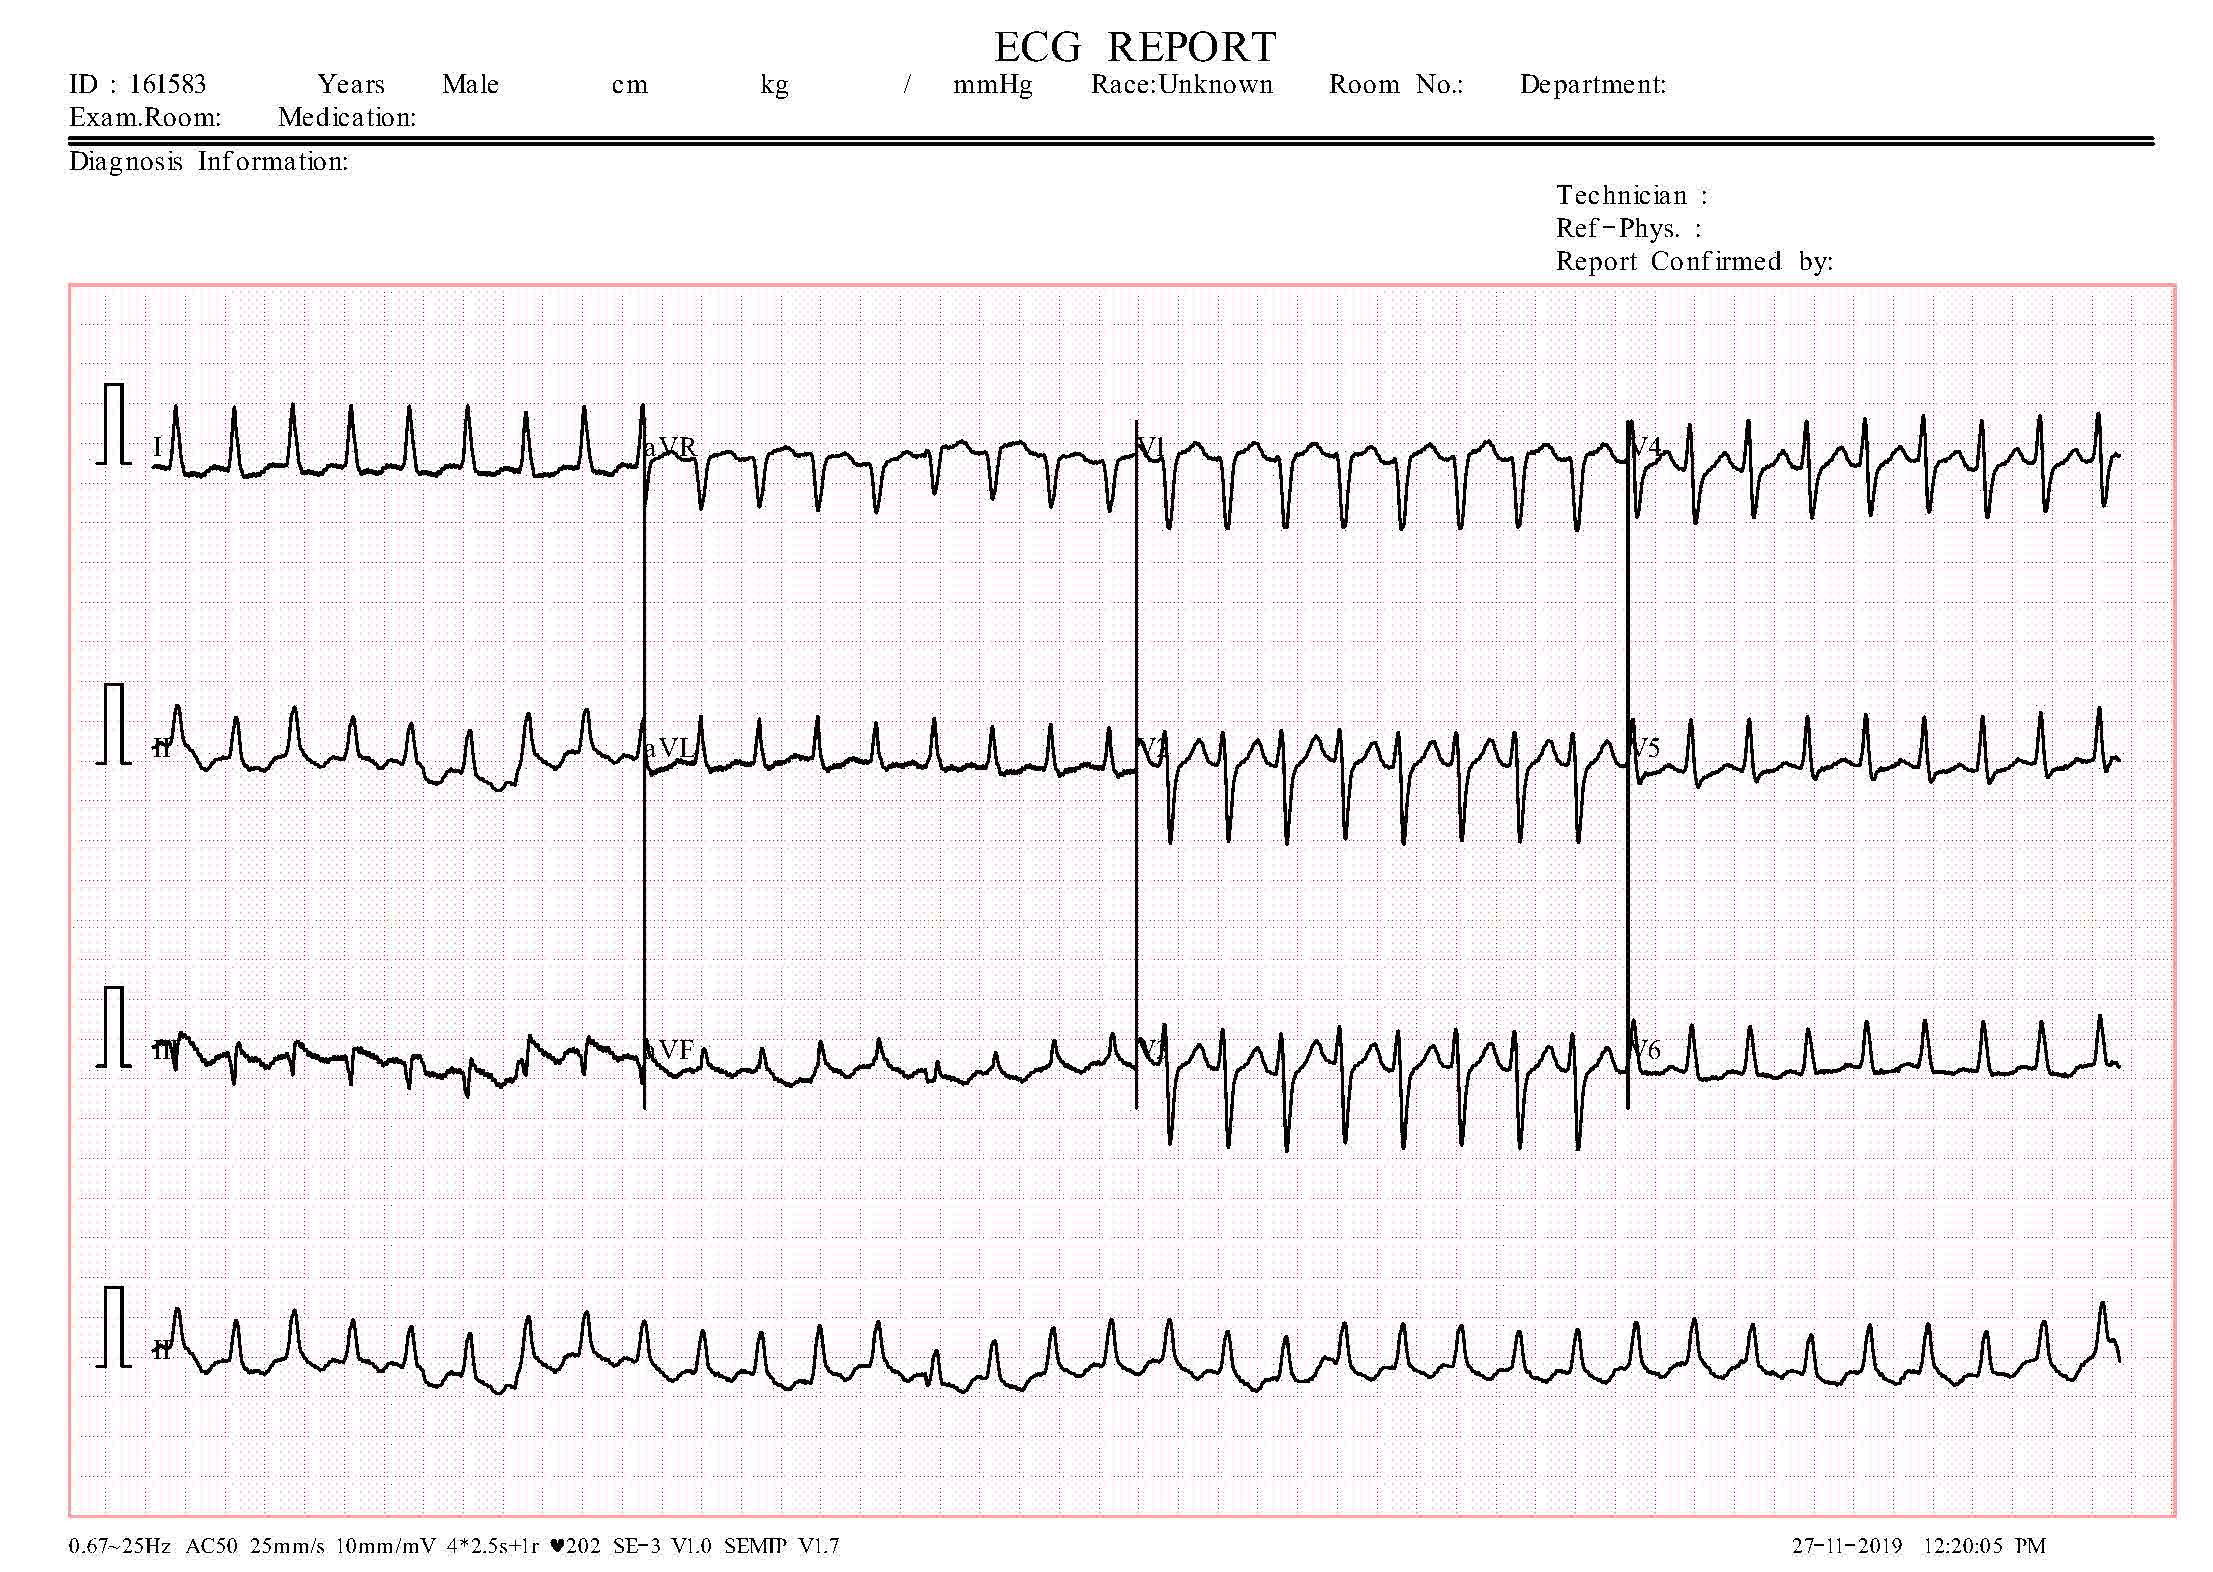 ECG REPORT
ID : 161583 Years Male cm kg / mmHg Race:Unknown Room No.: Department:
Exam.Room: Medication:
Diagnosis Information:
Technician :
Ref-Phys. :
Report Confirmed by:
I aVR V1 V4
II aVL V2 V5
III aVF V3 V6
II
0.67~25Hz AC50 25mm/s 10mm/mV 4*2.5s+1r ♥202 SE-3 V1.0 SEMIP V1.7
27-11-2019 12:20:05 PM